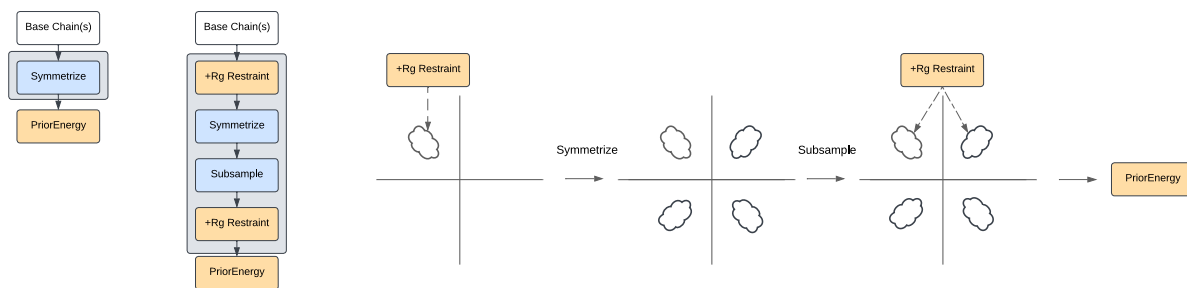 Base Chain(s)
Symmetrize
PriorEnergy
Base Chain(s)
+Rg Restraint
Symmetrize
Subsample
+Rg Restraint
PriorEnergy
+Rg Restraint
Symmetrize
Subsample
+Rg Restraint
PriorEnergy